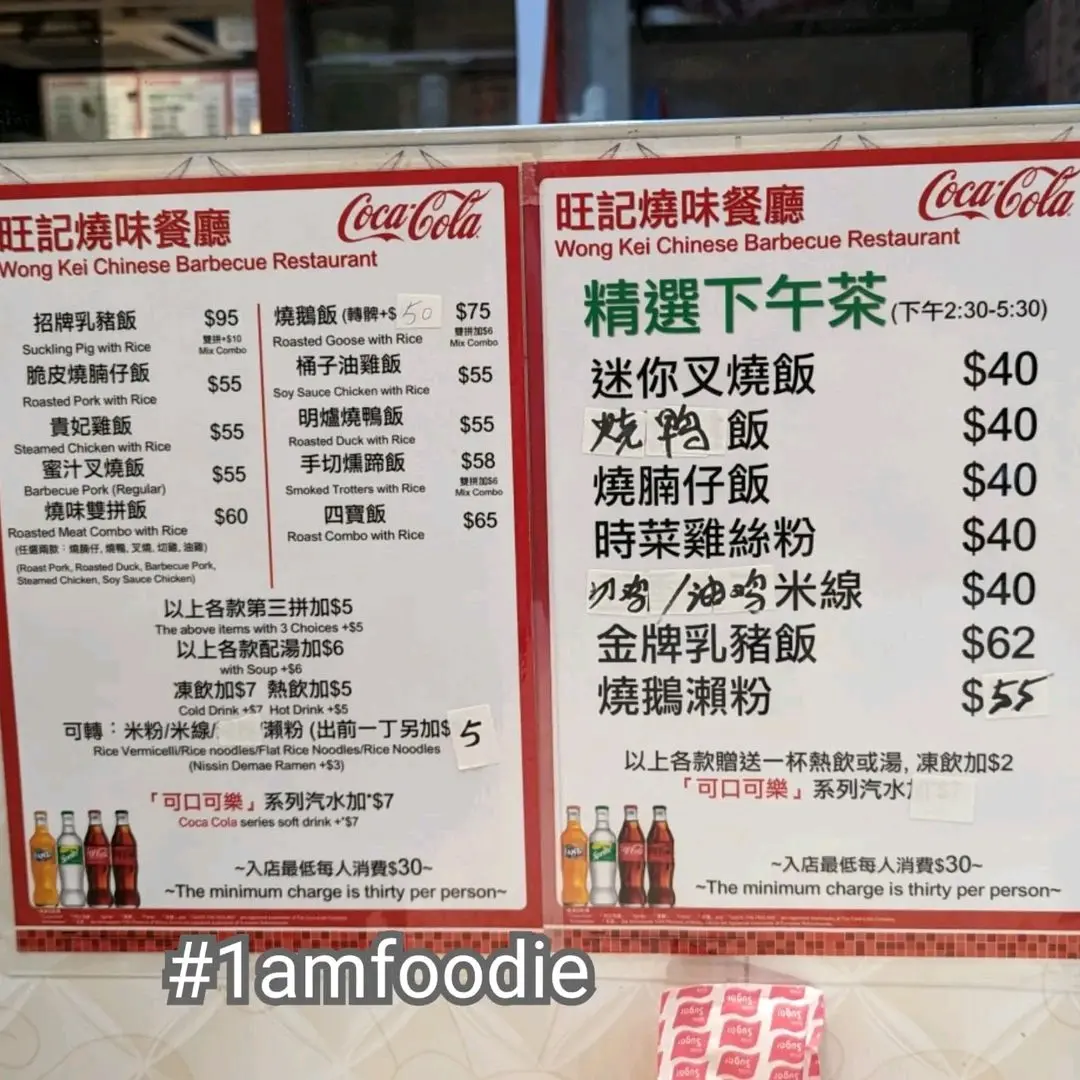 旺記燒味餐廳
Coca-Cola
Wong Kei Chinese Barbecue Restaurant
招牌乳豬飯 $95
Suckling Pig with Rice 雙拼+$10
Mix Combo
脆皮燒腩仔飯 $55
Roasted Pork with Rice
貴妃雞飯 $55
Steamed Chicken with Rice
蜜汁叉燒飯 $55
Barbecue Pork (Regular)
燒味雙拼飯 $60
Roasted Meat Combo with Rice
(任選兩款：燒腩仔, 燒鴨, 叉燒, 切雞, 油雞)
(Roast Pork, Roasted Duck, Barbecue Pork,
Steamed Chicken, Soy Sauce Chicken)
燒鵝飯 (轉髀+$ 50 $75
Roasted Goose with Rice 雙拼加$6
Mix Combo
桶子油雞飯 $55
Soy Sauce Chicken with Rice
明爐燒鴨飯 $55
Roasted Duck with Rice
手切燻蹄飯 $58
Smoked Trotters with Rice 雙拼加$6
Mix Combo
四寶飯 $65
Roast Combo with Rice
以上各款第三拼加$5
The above items with 3 Choices +$5
以上各款配湯加$6
with Soup +$6
凍飲加$7 熱飲加$5
Cold Drink +$7 Hot Drink +$5
可轉：米粉/米線/ /瀨粉 (出前一丁另加$ 5
Rice Vermicelli/Rice noodles/Flat Rice Noodles/Rice Noodles
(Nissin Demae Ramen +$3)
「可口可樂」系列汽水加*$7
Coca Cola series soft drink +*$7
~入店最低每人消費$30~
~The minimum charge is thirty per person~
旺記燒味餐廳
Coca-Cola
Wong Kei Chinese Barbecue Restaurant
精選下午茶 (下午2:30-5:30)
迷你叉燒飯 $40
烧鸭飯 $40
燒腩仔飯 $40
時菜雞絲粉 $40
切鸡/油鸡米線 $40
金牌乳豬飯 $62
燒鵝瀨粉 $55
以上各款贈送一杯熱飲或湯, 凍飲加$2
「可口可樂」系列汽水
~入店最低每人消費$30~
~The minimum charge is thirty per person~
#1amfoodie
Sugar